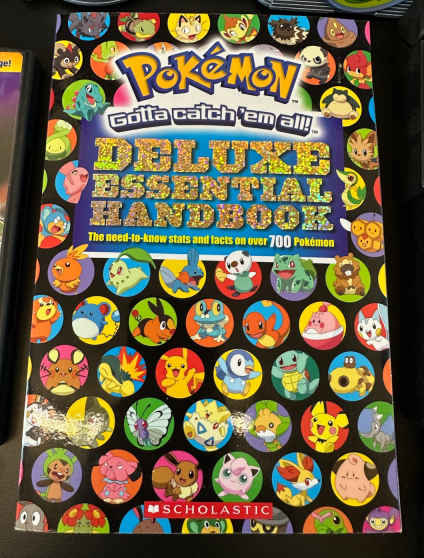 ge!
POKéMON
Gotta catch 'em all!
DELUXE
ESSENTIAL
HANDBOOK
The need-to-know stats and facts on over 700 Pokémon
SCHOLASTIC